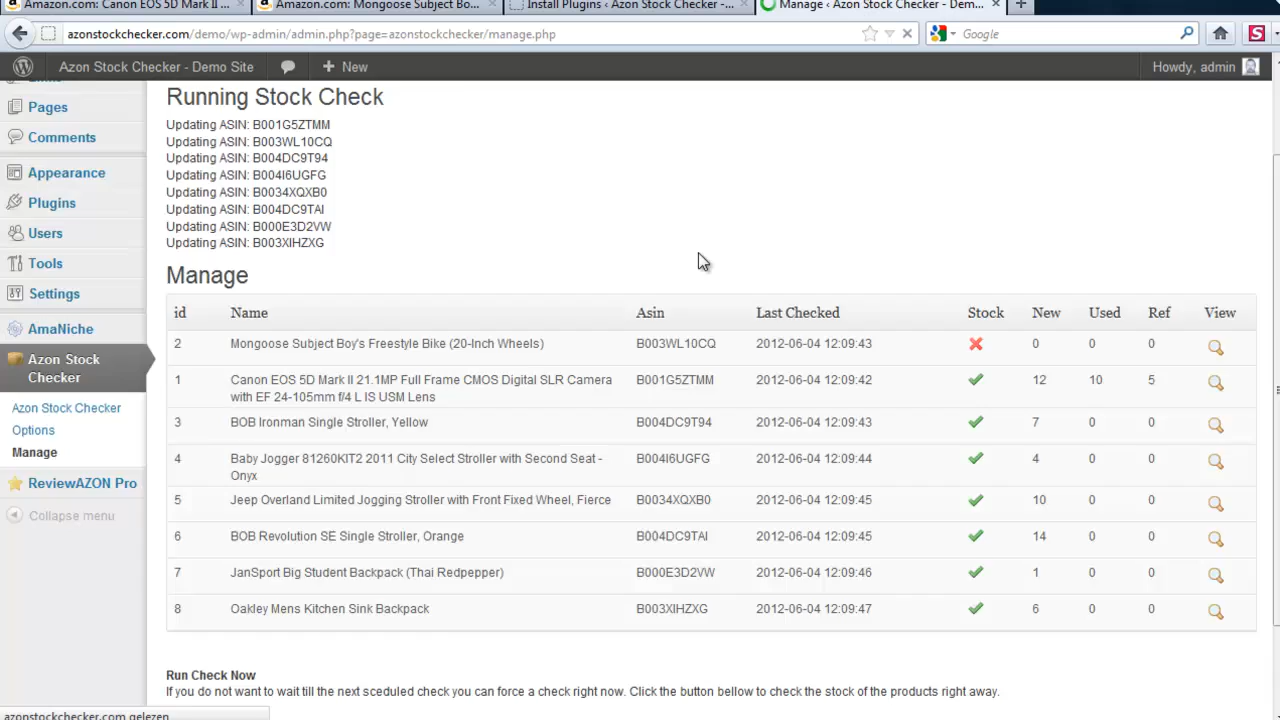 Amazon.com: Canon EOS 5D Mark II ...
Amazon.com: Mongoose Subject Bo...
Install Plugins ‹ Azon Stock Checker -...
Manage ‹ Azon Stock Checker - Dem...
azonstockchecker.com/demo/wp-admin/admin.php?page=azonstockchecker/manage.php
Google
Azon Stock Checker - Demo Site
New
Howdy, admin
Links
Pages
Comments
Appearance
Plugins
Users
Tools
Settings
AmaNiche
Azon Stock
Checker
Azon Stock Checker
Options
Manage
ReviewAZON Pro
Collapse menu
Running Stock Check
Updating ASIN: B001G5ZTMM
Updating ASIN: B003WL10CQ
Updating ASIN: B004DC9T94
Updating ASIN: B004I6UGFG
Updating ASIN: B0034XQXB0
Updating ASIN: B004DC9TAI
Updating ASIN: B000E3D2VW
Updating ASIN: B003XIHZXG
Manage
id Name Asin Last Checked Stock New Used Ref View
2 Mongoose Subject Boy's Freestyle Bike (20-Inch Wheels) B003WL10CQ 2012-06-04 12:09:43 0 0 0
1 Canon EOS 5D Mark II 21.1MP Full Frame CMOS Digital SLR Camera B001G5ZTMM 2012-06-04 12:09:42 12 10 5
with EF 24-105mm f/4 L IS USM Lens
3 BOB Ironman Single Stroller, Yellow B004DC9T94 2012-06-04 12:09:43 7 0 0
4 Baby Jogger 81260KIT2 2011 City Select Stroller with Second Seat - B004I6UGFG 2012-06-04 12:09:44 4 0 0
Onyx
5 Jeep Overland Limited Jogging Stroller with Front Fixed Wheel, Fierce B0034XQXB0 2012-06-04 12:09:45 10 0 0
6 BOB Revolution SE Single Stroller, Orange B004DC9TAI 2012-06-04 12:09:45 14 0 0
7 JanSport Big Student Backpack (Thai Redpepper) B000E3D2VW 2012-06-04 12:09:46 1 0 0
8 Oakley Mens Kitchen Sink Backpack B003XIHZXG 2012-06-04 12:09:47 6 0 0
Run Check Now
If you do not want to wait till the next sceduled check you can force a check right now. Click the button bellow to check the stock of the products right away.
azonstockchecker.com gelezen